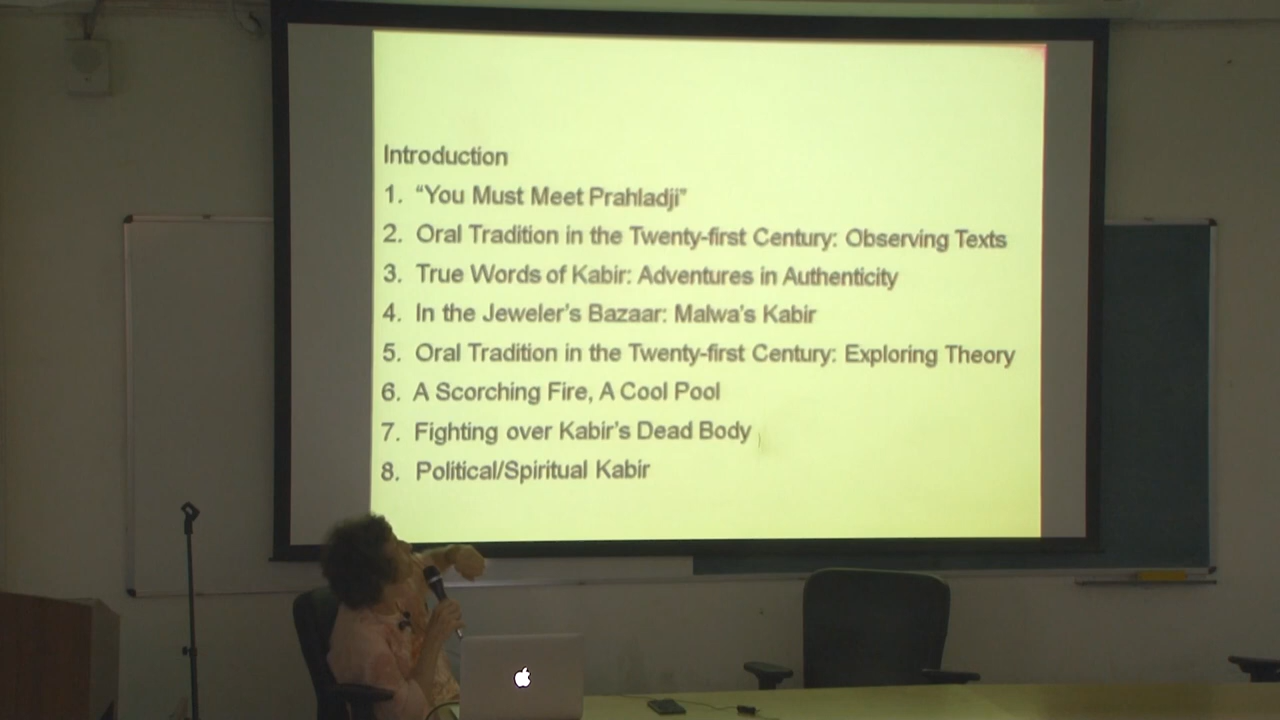 Introduction
1. “You Must Meet Prahladji”
2. Oral Tradition in the Twenty-first Century: Observing Texts
3. True Words of Kabir: Adventures in Authenticity
4. In the Jeweler’s Bazaar: Malwa’s Kabir
5. Oral Tradition in the Twenty-first Century: Exploring Theory
6. A Scorching Fire, A Cool Pool
7. Fighting over Kabir’s Dead Body
8. Political/Spiritual Kabir